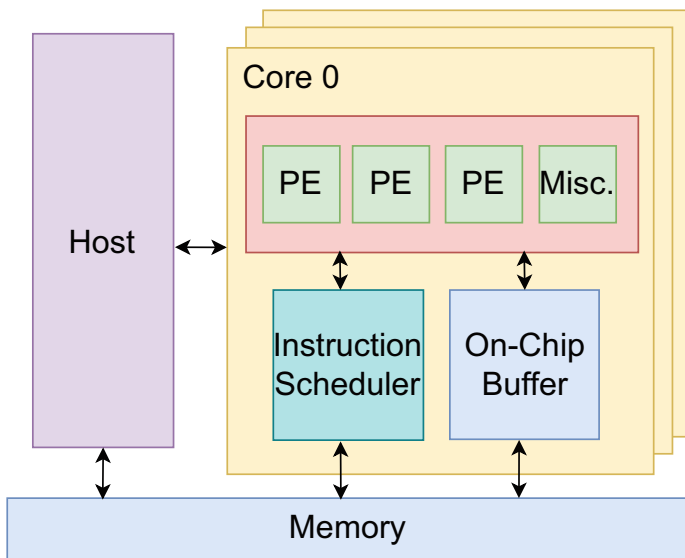 Core 0
PE
PE
PE
Misc.
Host
Instruction
Scheduler
On-Chip
Buffer
Memory